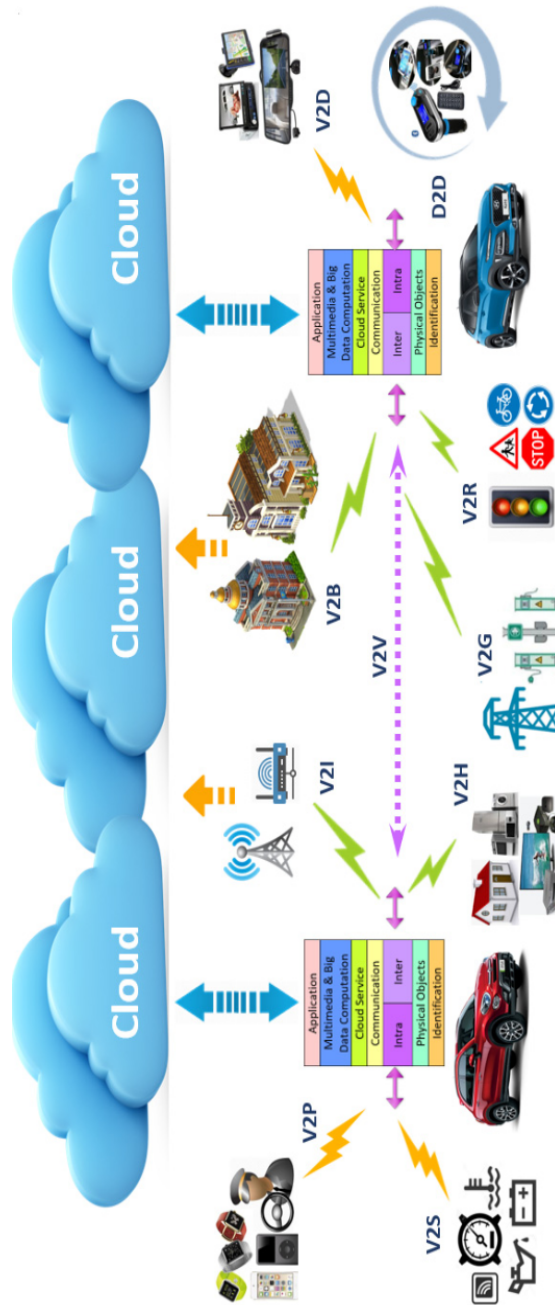 Cloud
Cloud
Cloud
V2P
V2I
V2B
V2D
Application
Multimedia & Big
Data Computation
Cloud Service
Communication
Intra
Inter
Physical Objects
Identification
V2V
Application
Multimedia & Big
Data Computation
Cloud Service
Communication
Inter
Intra
Physical Objects
Identification
V2S
V2H
V2G
V2R
STOP
D2D